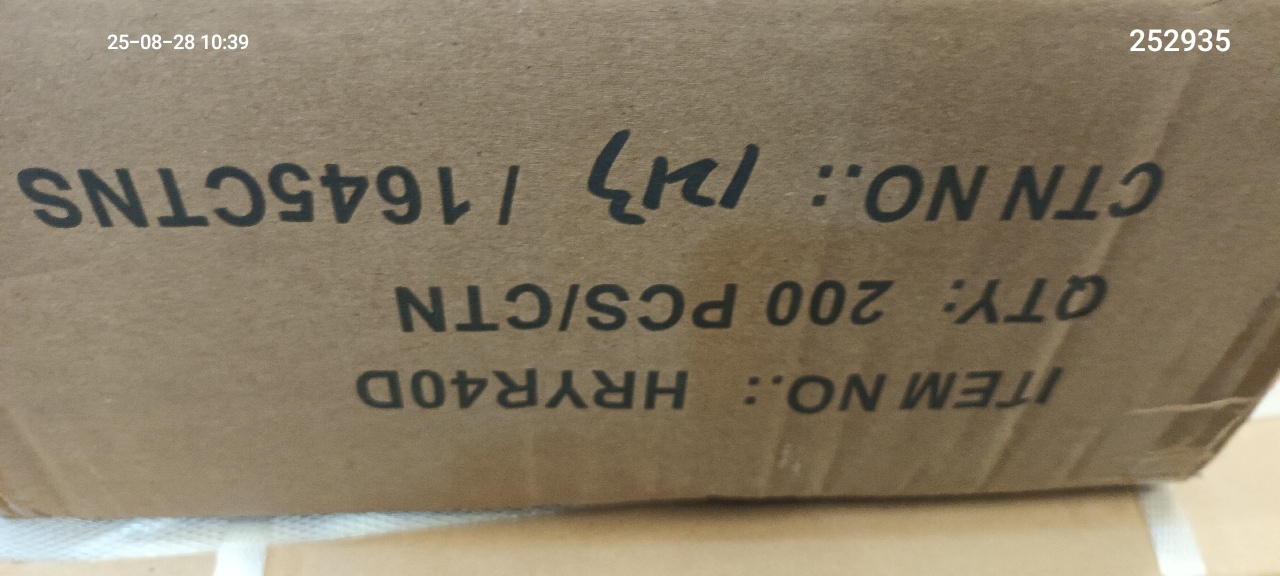 25-08-28 10:39
252935
ITEM NO.: HRYR40D
QTY: 200 PCS/CTN
CTN NO.: / 1645CTNS